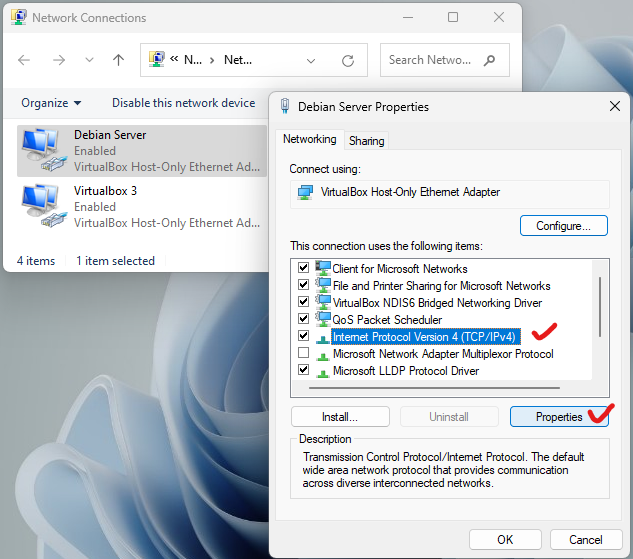 Network Connections
« N... > Net...
Search Netwo...
Organize
Disable this network device
Debian Server
Enabled
VirtualBox Host-Only Ethernet Ad...
Virtualbox 3
Enabled
VirtualBox Host-Only Ethernet Ad...
4 items
1 item selected
Debian Server Properties
Networking
Sharing
Connect using:
VirtualBox Host-Only Ethernet Adapter
Configure...
This connection uses the following items:
Client for Microsoft Networks
File and Printer Sharing for Microsoft Networks
VirtualBox NDIS6 Bridged Networking Driver
QoS Packet Scheduler
Internet Protocol Version 4 (TCP/IPv4)
Microsoft Network Adapter Multiplexor Protocol
Microsoft LLDP Protocol Driver
Install...
Uninstall
Properties
Description
Transmission Control Protocol/Internet Protocol. The default
wide area network protocol that provides communication
across diverse interconnected networks.
OK
Cancel